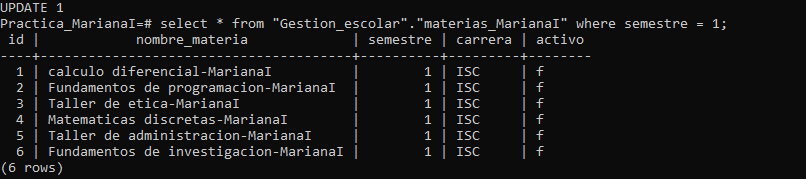 UPDATE 1
Practica_MarianaI=# select * from "Gestion_escolar"."materias_MarianaI" where semestre = 1;
 id |           nombre_materia            | semestre | carrera | activo
----+-------------------------------------+----------+---------+--------
  1 | calculo diferencial-MarianaI        |        1 | ISC     | f
  2 | Fundamentos de programacion-MarianaI |        1 | ISC     | f
  3 | Taller de etica-MarianaI            |        1 | ISC     | f
  4 | Matematicas discretas-MarianaI      |        1 | ISC     | f
  5 | Taller de administracion-MarianaI   |        1 | ISC     | f
  6 | Fundamentos de investigacion-MarianaI |        1 | ISC     | f
(6 rows)